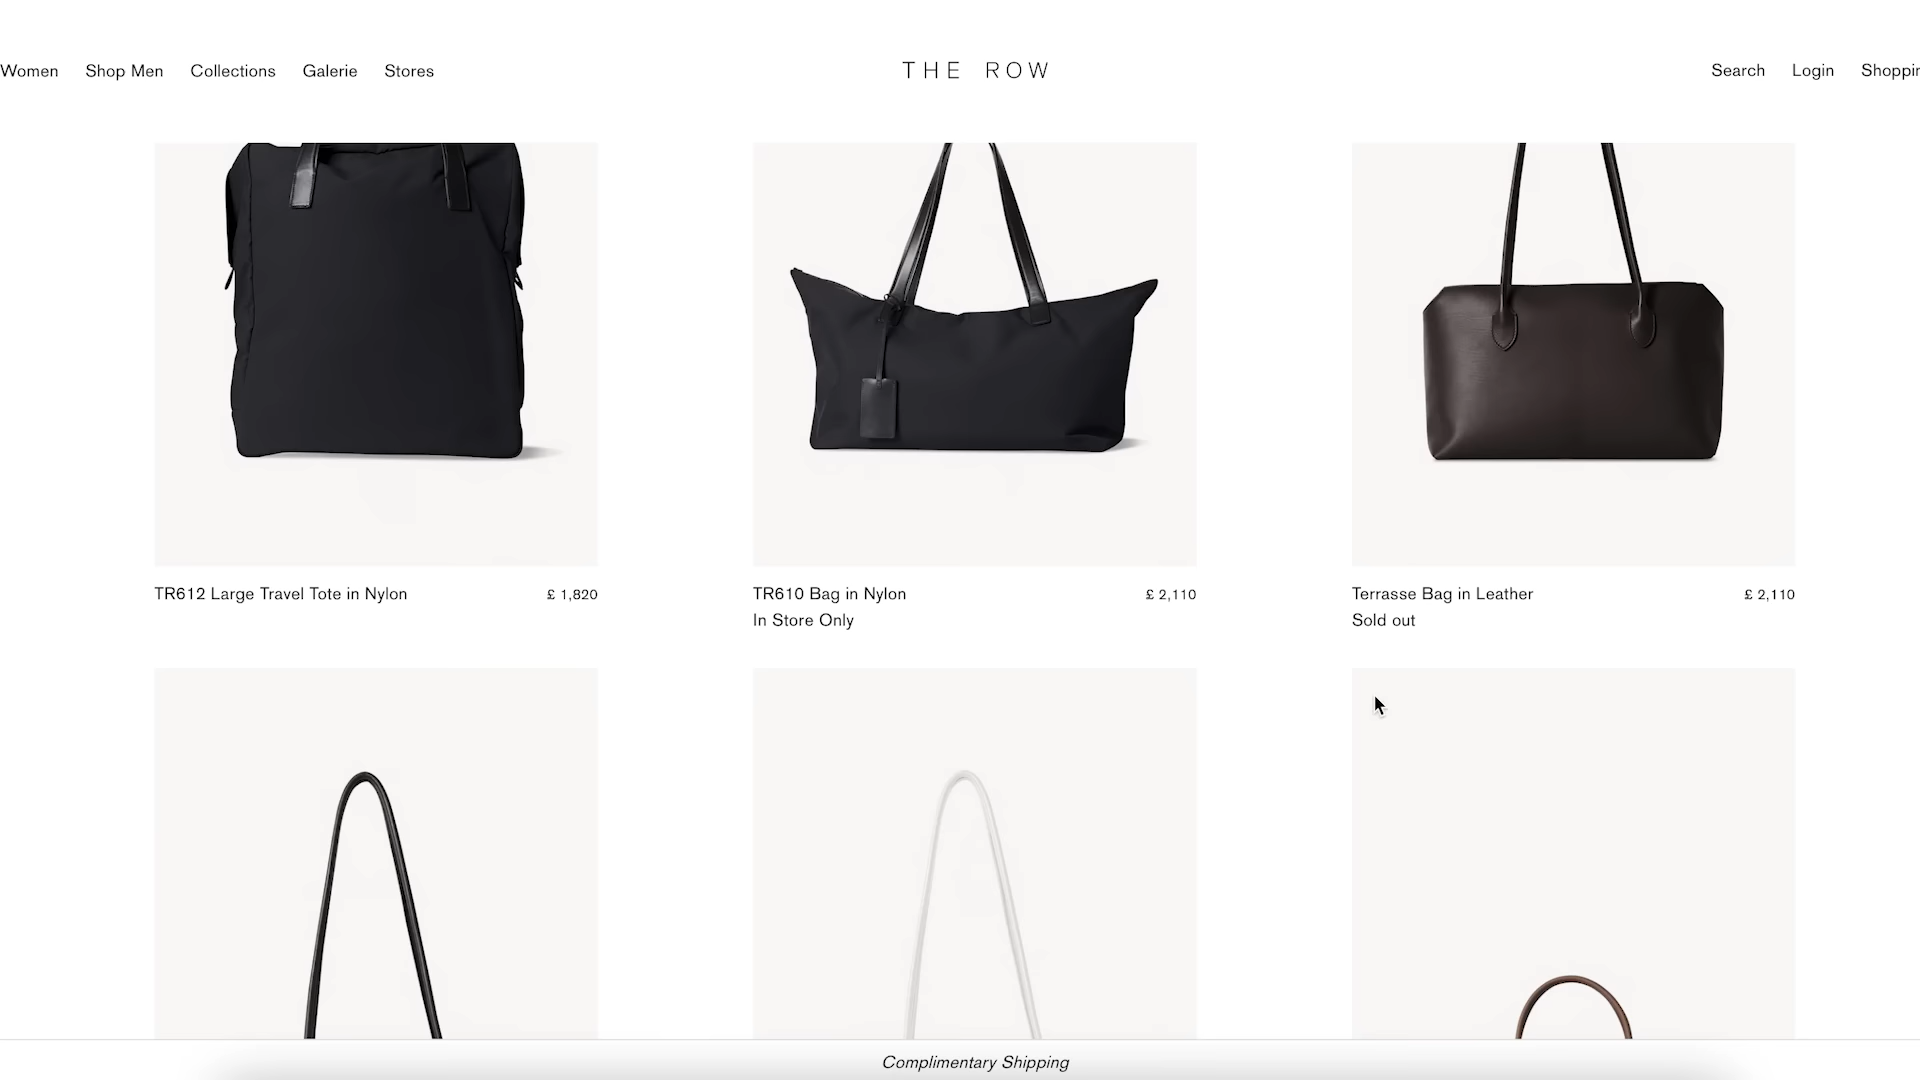 Women Shop Men Collections Galerie Stores
THE ROW
Search Login
TR612 Large Travel Tote in Nylon £ 1,820
TR610 Bag in Nylon £ 2,110
In Store Only
Terrasse Bag in Leather £ 2,110
Sold out
Complimentary Shipping